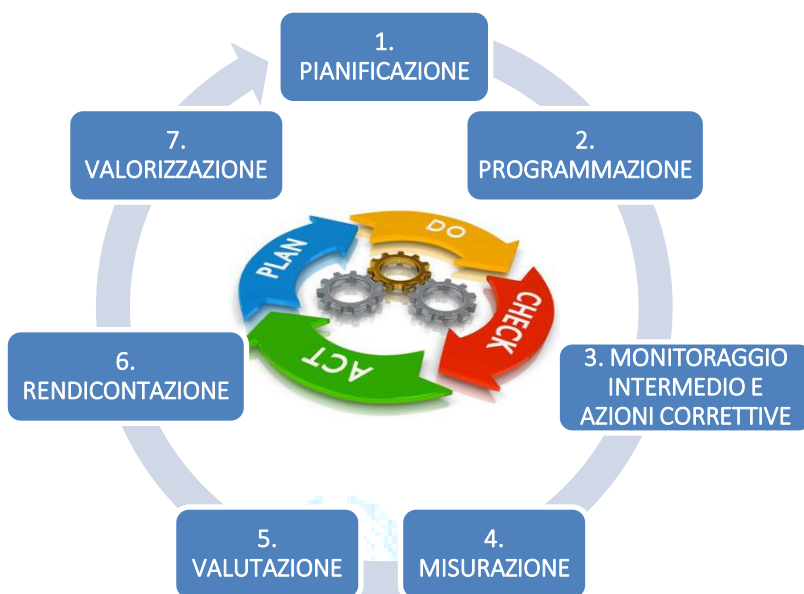 1.
PIANIFICAZIONE
2.
PROGRAMMAZIONE
3. MONITORAGGIO
INTERMEDIO E
AZIONI CORRETTIVE
4.
MISURAZIONE
5.
VALUTAZIONE
6.
RENDICONTAZIONE
7.
VALORIZZAZIONE
PLAN
DO
CHECK
ACT